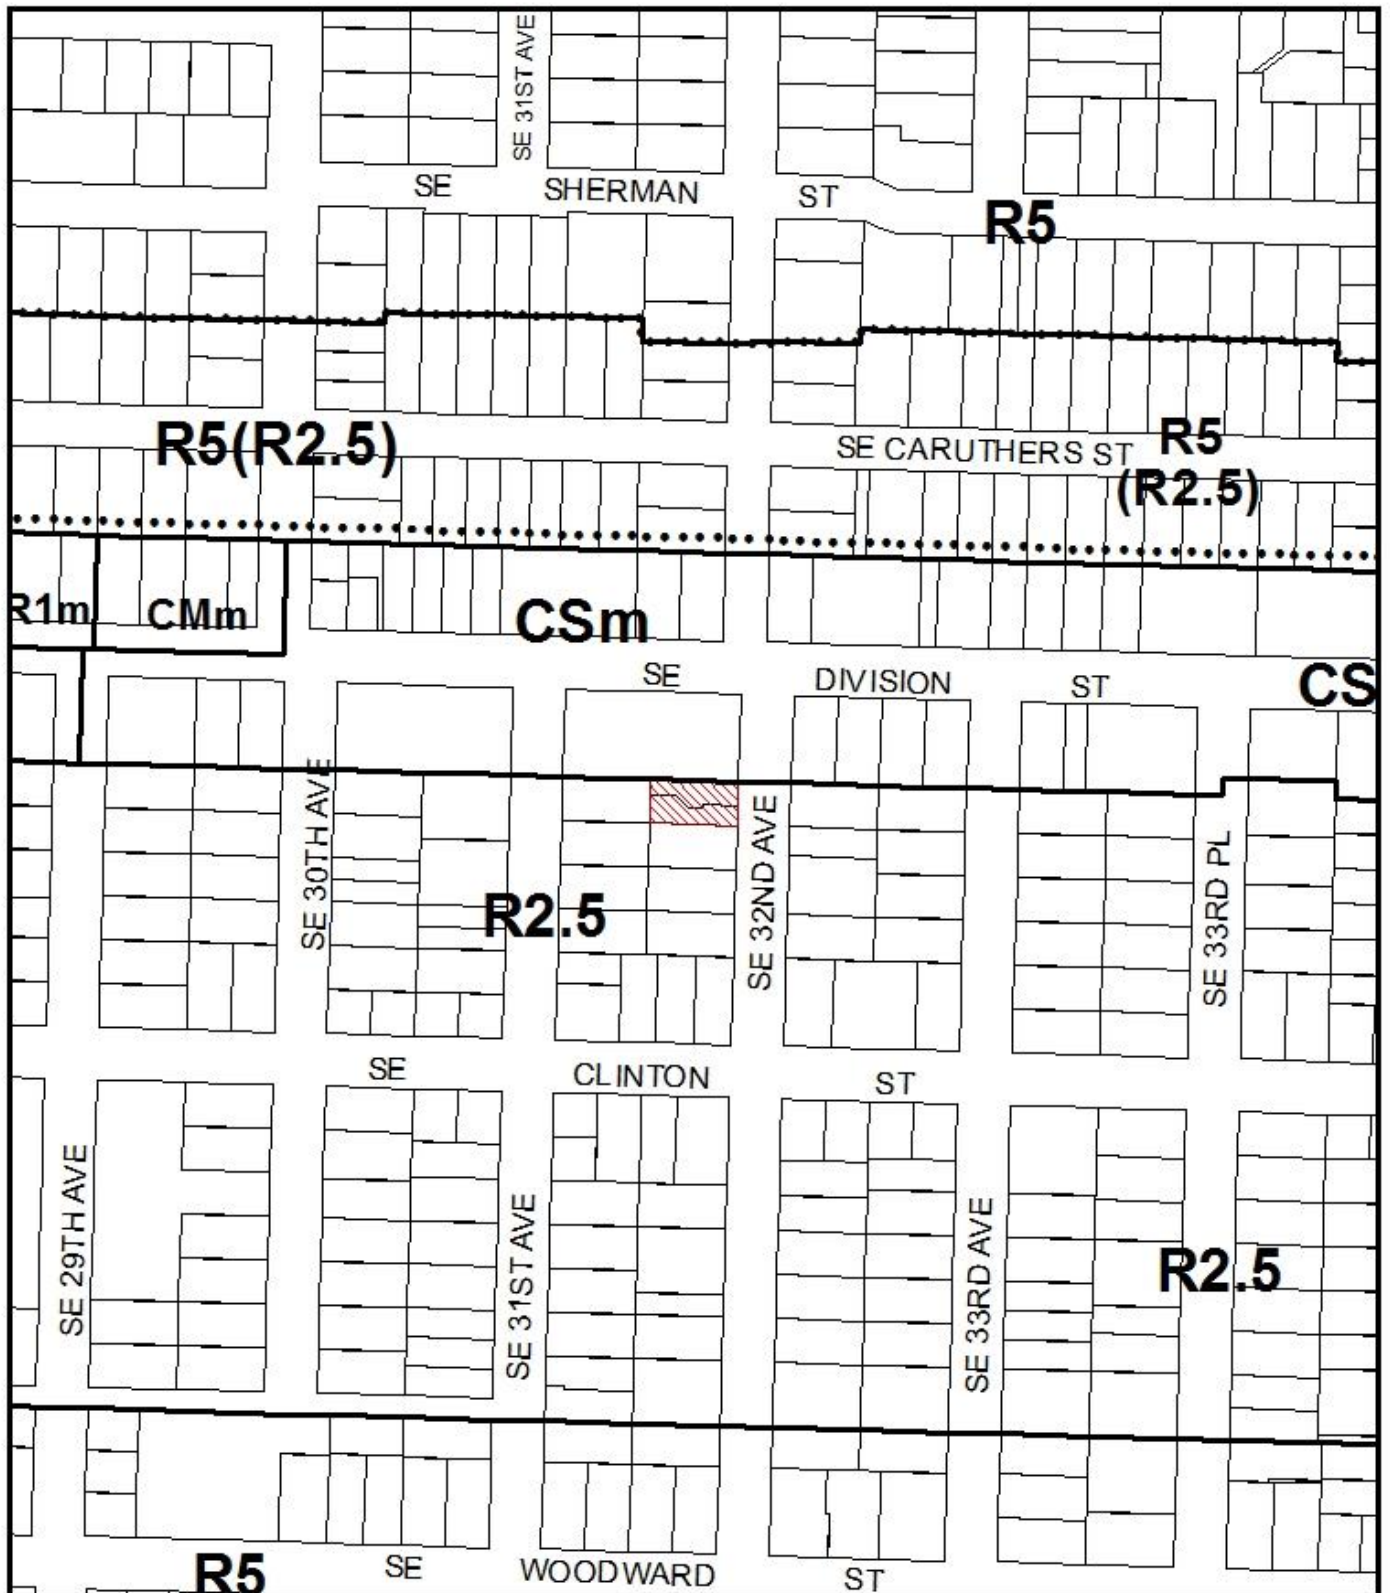 SE 31ST AVE
SE SHERMAN ST
R5
R5(R2.5)
SE CARUTHERS ST
R5
(R2.5)
R1m
CMm
CSm
SE DIVISION ST
CS
SE 30TH AVE
SE 32ND AVE
SE 33RD PL
R2.5
SE CLINTON ST
SE 29TH AVE
SE 31ST AVE
SE 33RD AVE
R2.5
R5
SE WOODWARD ST